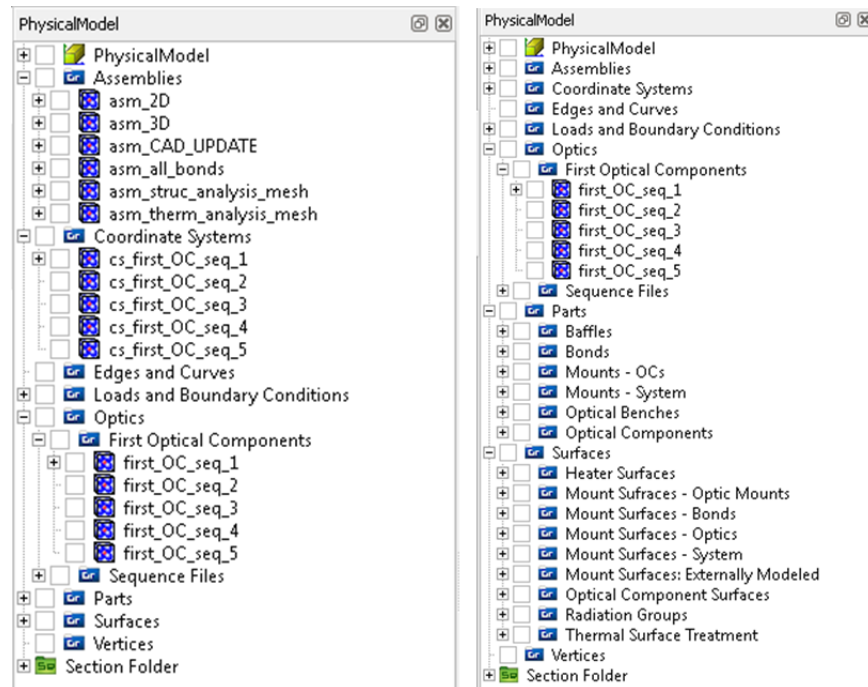 PhysicalModel
PhysicalModel
Assemblies
asm_2D
asm_3D
asm_CAD_UPDATE
asm_all_bonds
asm_struc_analysis_mesh
asm_therm_analysis_mesh
Coordinate Systems
cs_first_OC_seq_1
cs_first_OC_seq_2
cs_first_OC_seq_3
cs_first_OC_seq_4
cs_first_OC_seq_5
Edges and Curves
Loads and Boundary Conditions
Optics
First Optical Components
first_OC_seq_1
first_OC_seq_2
first_OC_seq_3
first_OC_seq_4
first_OC_seq_5
Sequence Files
Parts
Surfaces
Vertices
Section Folder
PhysicalModel
PhysicalModel
Assemblies
Coordinate Systems
Edges and Curves
Loads and Boundary Conditions
Optics
First Optical Components
first_OC_seq_1
first_OC_seq_2
first_OC_seq_3
first_OC_seq_4
first_OC_seq_5
Sequence Files
Parts
Baffles
Bonds
Mounts - OCs
Mounts - System
Optical Benches
Optical Components
Surfaces
Heater Surfaces
Mount Sufraces - Optic Mounts
Mount Surfaces - Bonds
Mount Surfaces - Optics
Mount Surfaces - System
Mount Surfaces: Externally Modeled
Optical Component Surfaces
Radiation Groups
Thermal Surface Treatment
Vertices
Section Folder